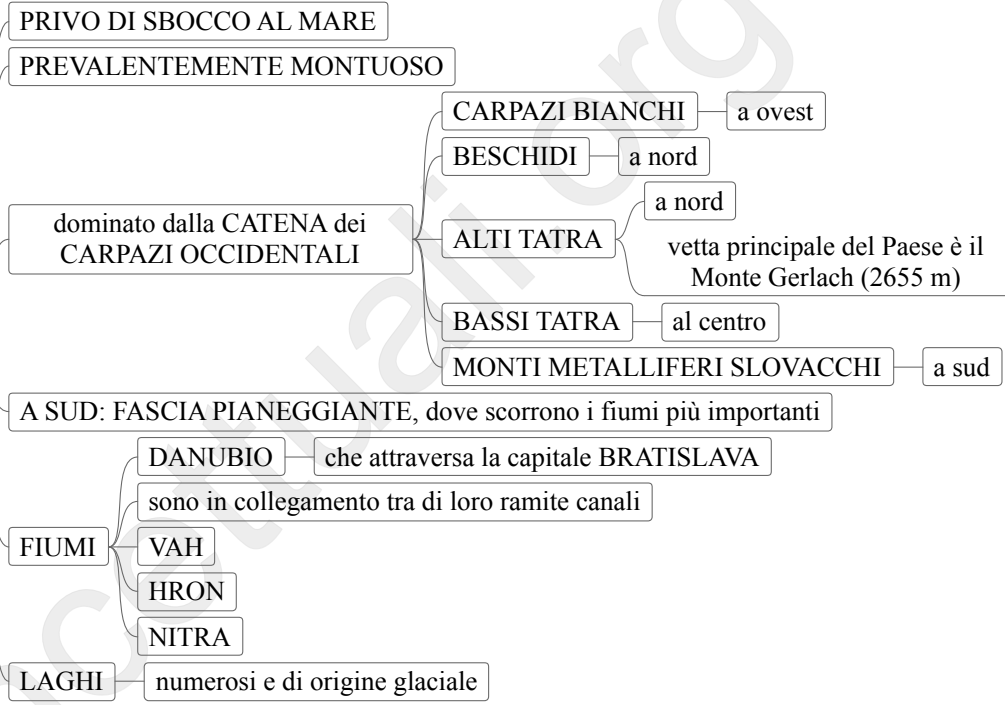 PRIVO DI SBOCCO AL MARE
PREVALENTEMENTE MONTUOSO
dominato dalla CATENA dei
CARPAZI OCCIDENTALI
CARPAZI BIANCHI
a ovest
BESCHIDI
a nord
ALTI TATRA
a nord
vetta principale del Paese è il
Monte Gerlach (2655 m)
BASSI TATRA
al centro
MONTI METALLIFERI SLOVACCHI
a sud
A SUD: FASCIA PIANEGGIANTE, dove scorrono i fiumi più importanti
FIUMI
DANUBIO
che attraversa la capitale BRATISLAVA
sono in collegamento tra di loro ramite canali
VAH
HRON
NITRA
LAGHI
numerosi e di origine glaciale
cettuali.org